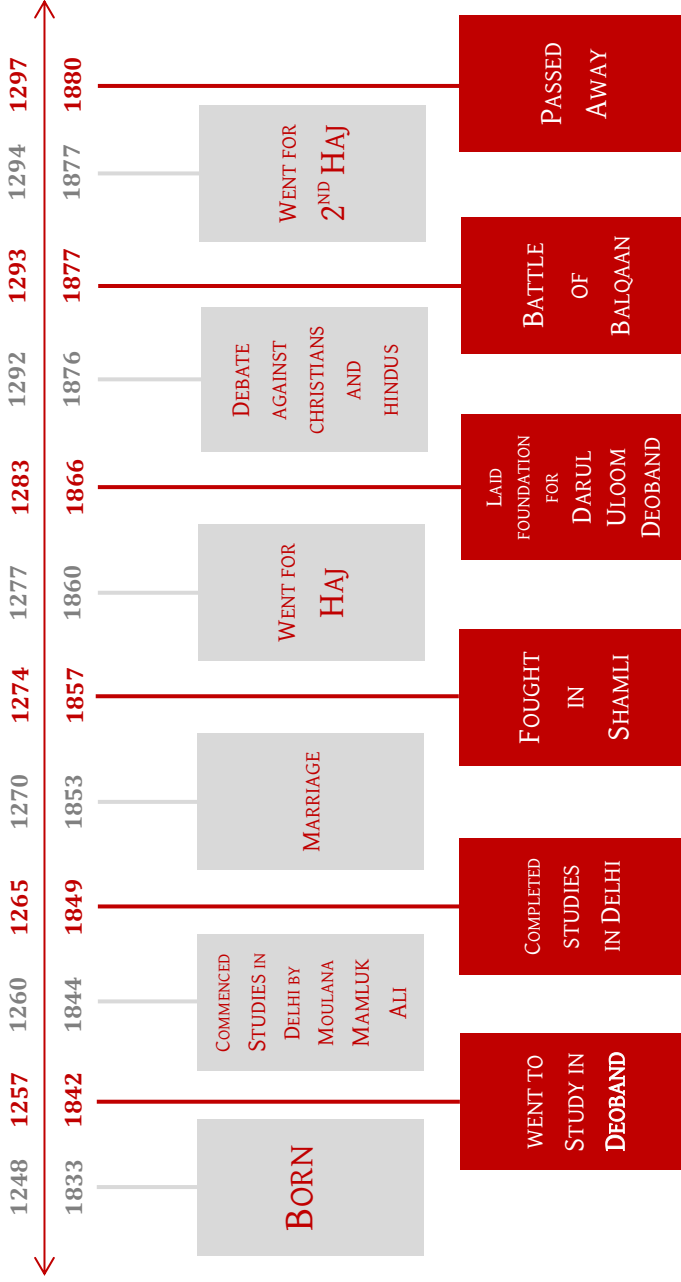 1248 1257 1260 1265 1270 1274 1277 1283 1292 1293 1294 1297
1833 1842 1844 1849 1853 1857 1860 1866 1876 1877 1877 1880
BORN
COMMENCED
STUDIES IN
DELHI BY
MOULANA
MAMLUK
ALI
MARRIAGE
WENT FOR
HAJ
DEBATE
AGAINST
CHRISTIANS
AND
HINDUS
WENT FOR
2ND HAJ
WENT TO
STUDY IN
DEOBAND
COMPLETED
STUDIES
IN DELHI
FOUGHT
IN
SHAMLI
LAID
FOUNDATION
FOR
DARUL
ULOOM
DEOBAND
BATTLE
OF
BALQAAN
PASSED
AWAY